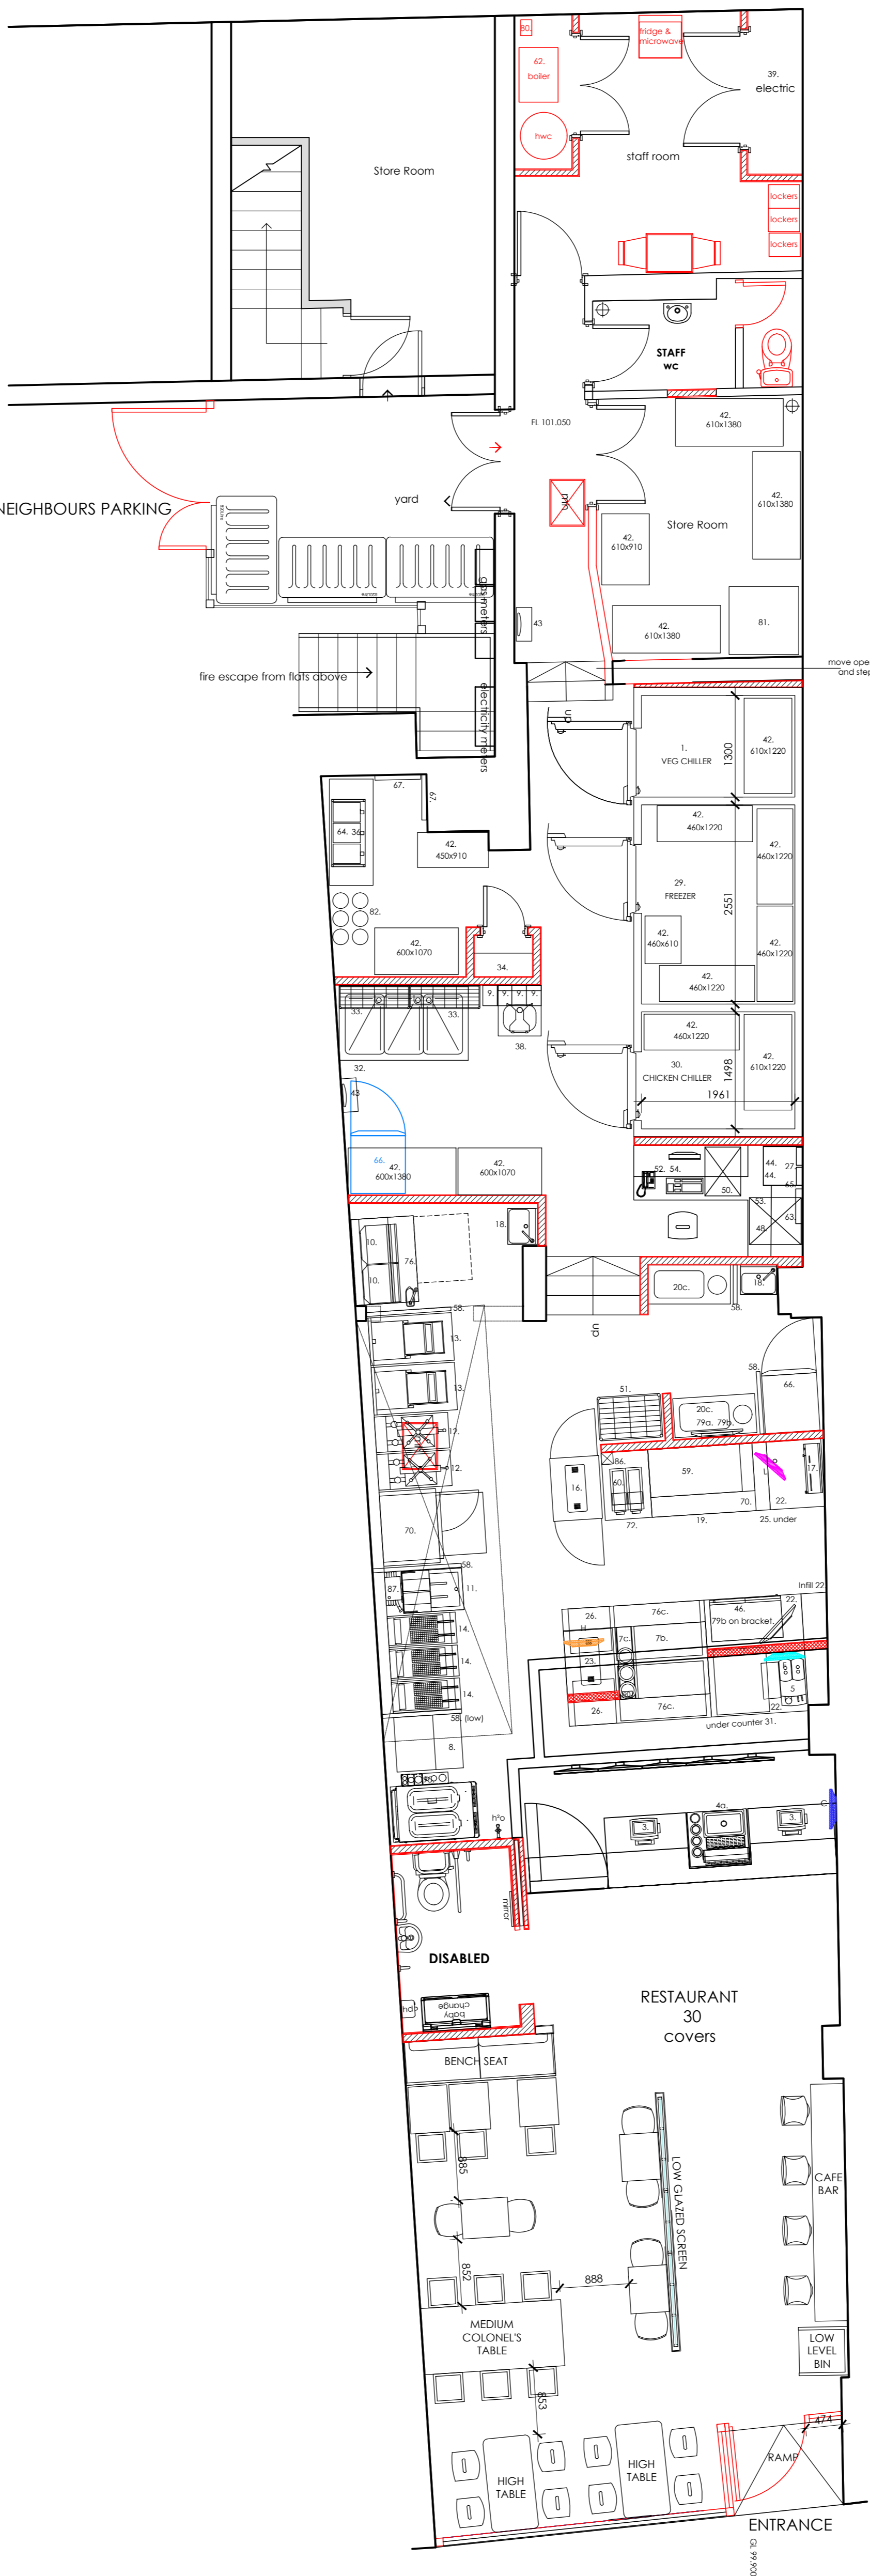 80.
fridge &
microwave
62.
boiler
39.
electric
hwc
staff room
Store Room
lockers
lockers
lockers
STAFF
wc
FL 101.050
42.
610x1380
NEIGHBOURS PARKING
yard
42.
610x1380
Store Room
mh
42.
610x910
gas meters
43
42.
610x1380
81.
fire escape from flats above
move ope
and step
electricity meters
up
1.
VEG CHILLER
1300
42.
610x1220
67.
67.
64. 36
42.
450x910
42.
460x1220
42.
460x1220
29.
FREEZER
2551
82.
42.
460x610
42.
460x1220
42.
600x1070
34.
42.
460x1220
33.
33.
9.
9.
9.
9.
38.
42.
460x1220
42.
610x1220
32.
30.
CHICKEN CHILLER
1498
1961
43
66.
42.
600x1380
42.
600x1070
52. 54.
50.
44.
44.
27.
65.
53.
48.
63.
18.
10.
10.
76.
20c.
18.
58.
58.
up
13.
13.
58.
66.
51.
20c.
79a. 79b.
12.
12.
86.
59.
L
17.
16.
60.
70.
22.
70.
72.
19.
25. under
58.
87.
11.
Infill 22
26.
76c.
46.
79b on bracket.
22.
H
7c.
7b.
23.
14.
14.
14.
26.
76c.
5
22.
58. (low)
under counter 31.
8.
h²o
4a.
3.
3.
C
mirror
DISABLED
RESTAURANT
30
covers
baby
change
BENCH SEAT
885
LOW GLAZED SCREEN
CAFE
BAR
852
888
MEDIUM
COLONEL'S
TABLE
LOW
LEVEL
BIN
853
474
RAMP
HIGH
TABLE
HIGH
TABLE
ENTRANCE
GL 99.900